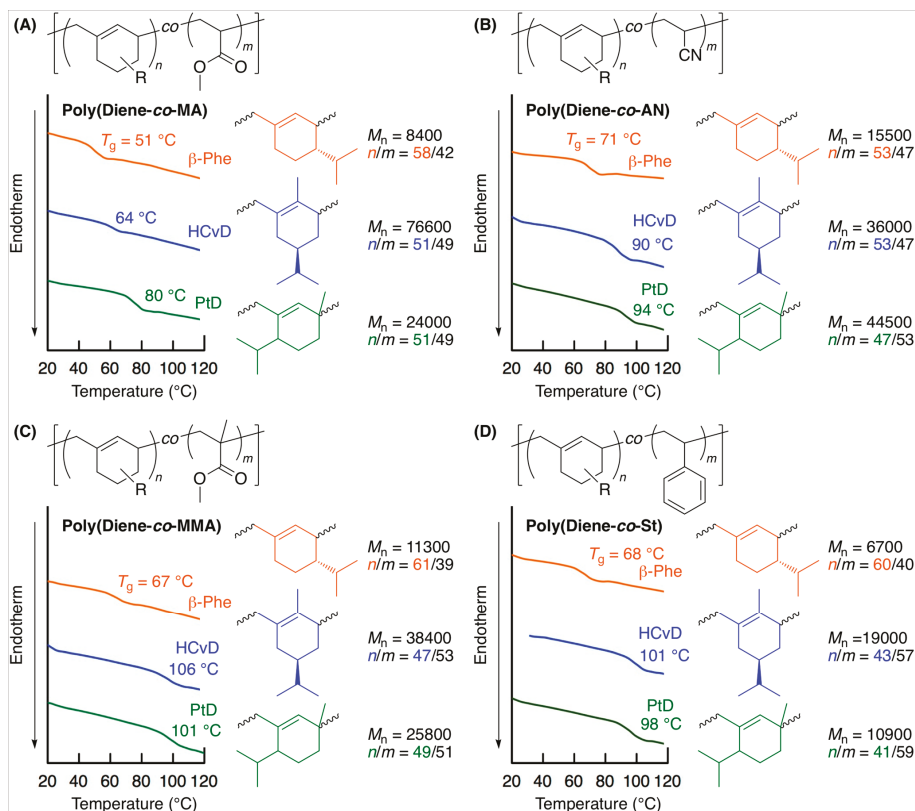 (A)
co
n
m
R
O
O
Poly(Diene-co-MA)
Endotherm
Tg = 51 °C
β-Phe
64 °C
HCvD
80 °C
PtD
Mn = 8400
n/m = 58/42
Mn = 76600
n/m = 51/49
Mn = 24000
n/m = 51/49
20 40 60 80 100 120
Temperature (°C)
(B)
co
n
m
R
CN
Poly(Diene-co-AN)
Endotherm
Tg = 71 °C
β-Phe
HCvD
90 °C
PtD
94 °C
Mn = 15500
n/m = 53/47
Mn = 36000
n/m = 53/47
Mn = 44500
n/m = 47/53
20 40 60 80 100 120
Temperature (°C)
(C)
co
n
m
R
O
O
Poly(Diene-co-MMA)
Endotherm
Tg = 67 °C
β-Phe
HCvD
106 °C
PtD
101 °C
Mn = 11300
n/m = 61/39
Mn = 38400
n/m = 47/53
Mn = 25800
n/m = 49/51
20 40 60 80 100 120
Temperature (°C)
(D)
co
n
m
R
Poly(Diene-co-St)
Endotherm
Tg = 68 °C
β-Phe
HCvD
101 °C
PtD
98 °C
Mn = 6700
n/m = 60/40
Mn =19000
n/m = 43/57
Mn = 10900
n/m = 41/59
20 40 60 80 100 120
Temperature (°C)